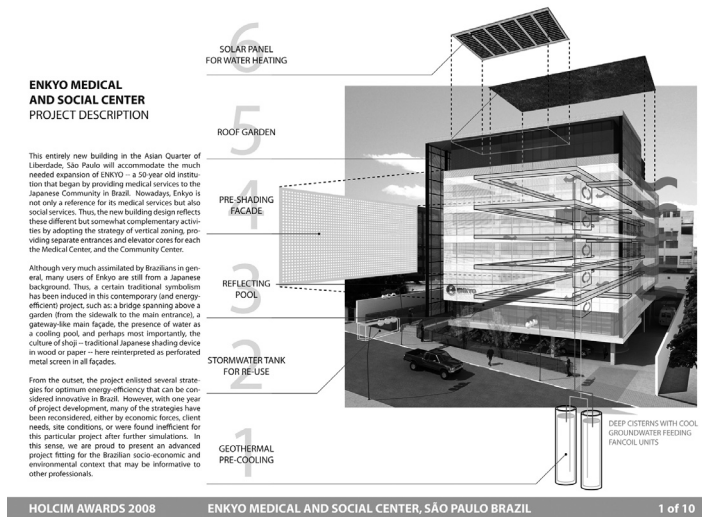 ENKYO MEDICAL
AND SOCIAL CENTER
PROJECT DESCRIPTION
This entirely new building in the Asian Quarter of
Liberdade, São Paulo will accommodate the much
needed expansion of ENKYO -- a 50-year old institu-
tion that began by providing medical services to the
Japanese Community in Brazil. Nowadays, Enkyo is
not only a reference for its medical services but also
social services. Thus, the new building design reflects
these different but somewhat complementary activi-
ties by adopting the strategy of vertical zoning, pro-
viding separate entrances and elevator cores for each
the Medical Center, and the Community Center.
Although very much assimilated by Brazilians in gen-
eral, many users of Enkyo are still from a Japanese
background. Thus, a certain traditional symbolism
has been induced in this contemporary (and energy-
efficient) project, such as: a bridge spanning above a
garden (from the sidewalk to the main entrance), a
gateway-like main façade, the presence of water as
a cooling pool, and perhaps most importantly, the
culture of shoji -- traditional Japanese shading device
in wood or paper -- here reinterpreted as perforated
metal screen in all façades.
From the outset, the project enlisted several strate-
gies for optimum energy-efficiency that can be con-
sidered innovative in Brazil. However, with one year
of project development, many of the strategies have
been reconsidered, either by economic forces, client
needs, site conditions, or were found inefficient for
this particular project after further simulations. In
this sense, we are proud to present an advanced
project fitting for the Brazilian socio-economic and
environmental context that may be informative to
other professionals.
6
SOLAR PANEL
FOR WATER HEATING
5
ROOF GARDEN
4
PRE-SHADING
FACADE
3
REFLECTING
POOL
2
STORMWATER TANK
FOR RE-USE
1
GEOTHERMAL
PRE-COOLING
DEEP CISTERNS WITH COOL
GROUNDWATER FEEDING
FANCOIL UNITS
HOLCIM AWARDS 2008
ENKYO MEDICAL AND SOCIAL CENTER, SÃO PAULO BRAZIL
1 of 10